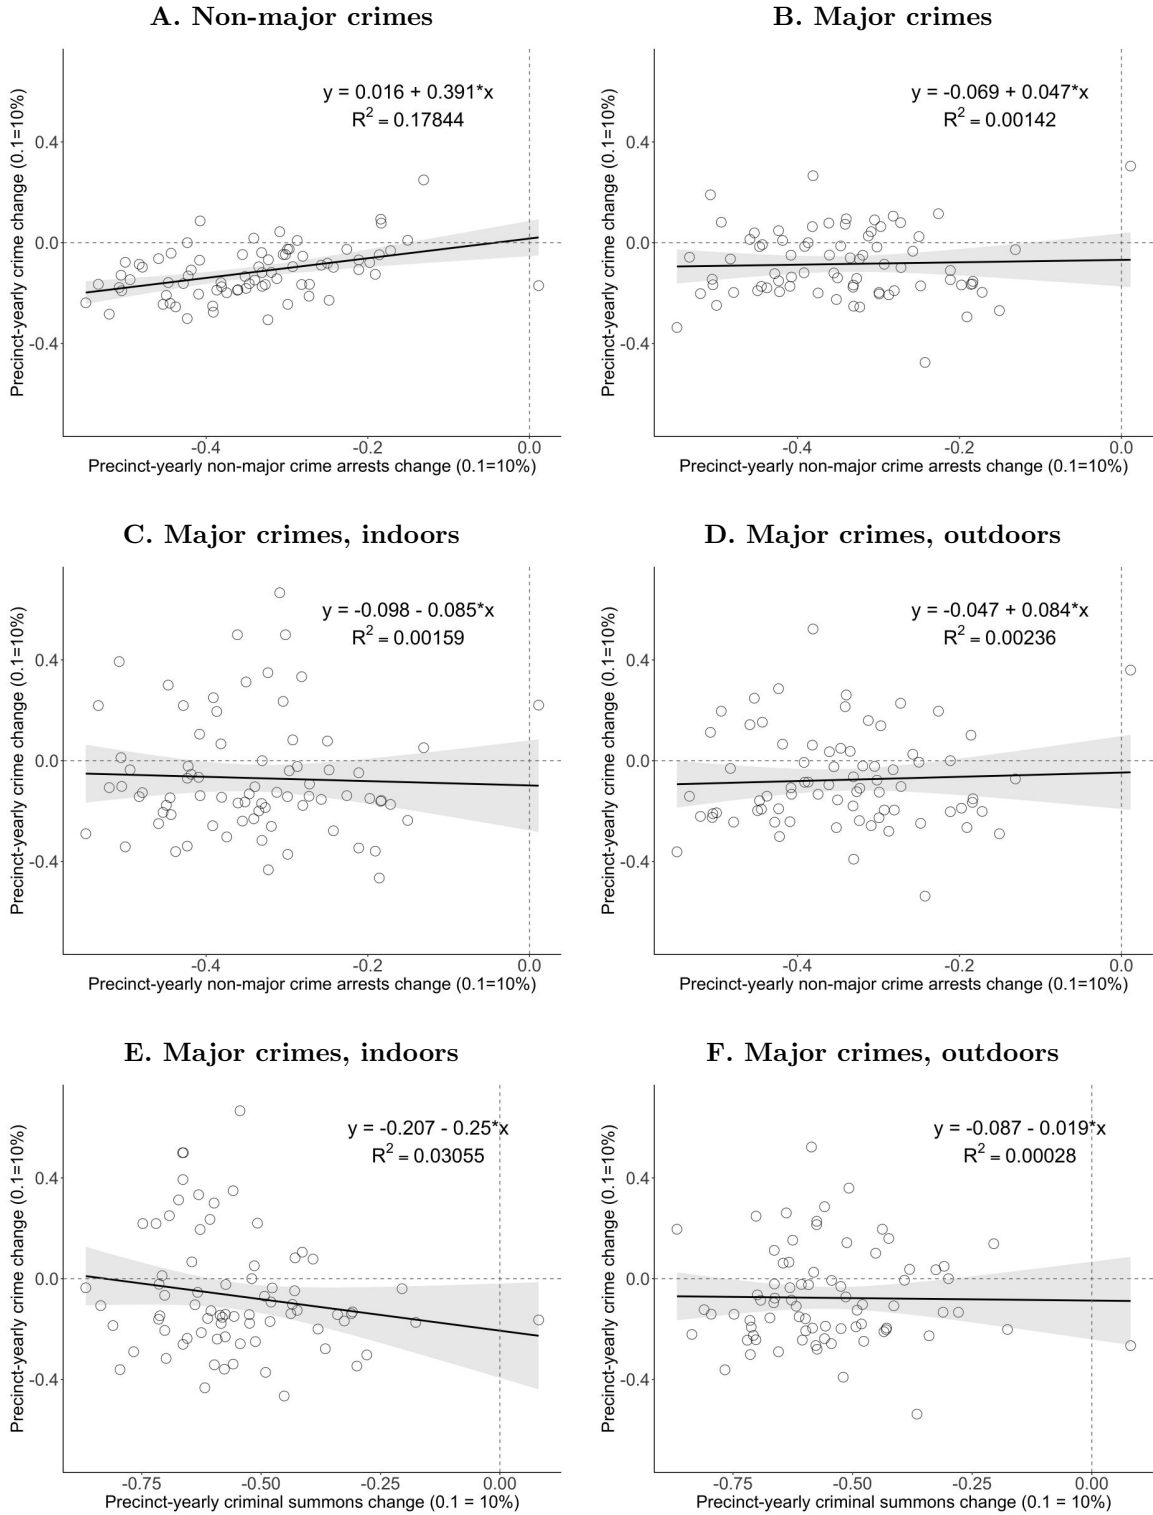 A. Non-major crimes
B. Major crimes
Precinct-yearly crime change (0.1=10%)
y = 0.016 + 0.391*x
R² = 0.17844
0.4
0.0
-0.4
-0.4
-0.2
0.0
Precinct-yearly non-major crime arrests change (0.1=10%)
Precinct-yearly crime change (0.1=10%)
y = -0.069 + 0.047*x
R² = 0.00142
0.4
0.0
-0.4
-0.4
-0.2
0.0
Precinct-yearly non-major crime arrests change (0.1=10%)
C. Major crimes, indoors
D. Major crimes, outdoors
Precinct-yearly crime change (0.1=10%)
y = -0.098 - 0.085*x
R² = 0.00159
0.4
0.0
-0.4
-0.4
-0.2
0.0
Precinct-yearly non-major crime arrests change (0.1=10%)
Precinct-yearly crime change (0.1=10%)
y = -0.047 + 0.084*x
R² = 0.00236
0.4
0.0
-0.4
-0.4
-0.2
0.0
Precinct-yearly non-major crime arrests change (0.1=10%)
E. Major crimes, indoors
F. Major crimes, outdoors
Precinct-yearly crime change (0.1=10%)
y = -0.207 - 0.25*x
R² = 0.03055
0.4
0.0
-0.4
-0.75
-0.50
-0.25
0.00
Precinct-yearly criminal summons change (0.1 = 10%)
Precinct-yearly crime change (0.1=10%)
y = -0.087 - 0.019*x
R² = 0.00028
0.4
0.0
-0.4
-0.75
-0.50
-0.25
0.00
Precinct-yearly criminal summons change (0.1 = 10%)